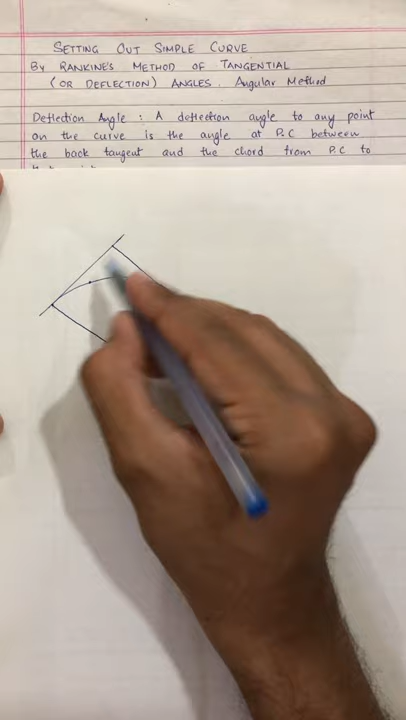 SETTING OUT SIMPLE CURVE
By RANKINE'S METHOD OF TANGENTIAL
(OR DEFLECTION) ANGLES. Angular Method
Deflection Angle : A deflection angle to any point
on the curve is the angle at P.C between
the back tangent and the chord from P.C to